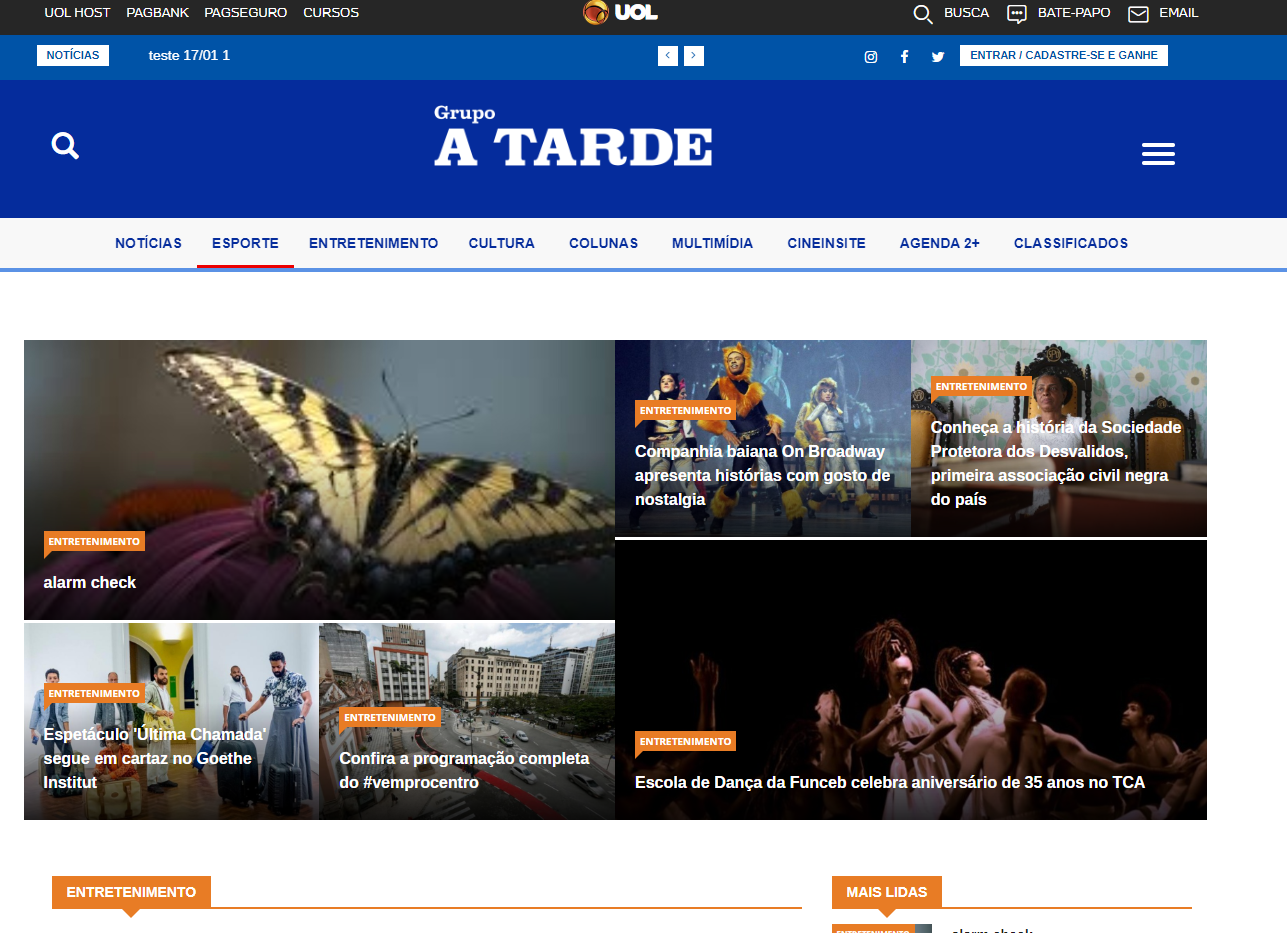 UOL HOST PAGBANK PAGSEGURO CURSOS UOL BUSCA BATE-PAPO EMAIL
NOTÍCIAS teste 17/01 1 ENTRAR / CADASTRE-SE E GANHE
Grupo
A TARDE
NOTÍCIAS ESPORTE ENTRETENIMENTO CULTURA COLUNAS MULTIMÍDIA CINEINSITE AGENDA 2+ CLASSIFICADOS
ENTRETENIMENTO
alarm check
ENTRETENIMENTO
Companhia baiana On Broadway
apresenta histórias com gosto de
nostalgia
ENTRETENIMENTO
Conheça a história da Sociedade
Protetora dos Desvalidos,
primeira associação civil negra
do país
ENTRETENIMENTO
Espetáculo 'Última Chamada'
segue em cartaz no Goethe
Institut
ENTRETENIMENTO
Confira a programação completa
do #vemprocentro
ENTRETENIMENTO
Escola de Dança da Funceb celebra aniversário de 35 anos no TCA
ENTRETENIMENTO
MAIS LIDAS
ENTRETENIMENTO
alarm check